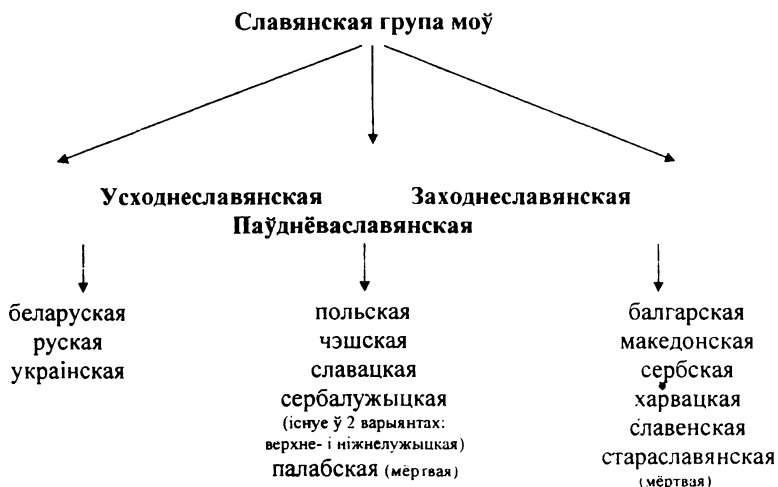 Славянская група моў
Усходнеславянская Заходнеславянская
Паўднёваславянская
беларуская
руская
украінская
польская
чэшская
славацкая
сербалужыцкая
(існуе ў 2 варыянтах:
верхне- і ніжнелужыцкая)
палабская (мёртвая)
балгарская
македонская
сербская
харвацкая
славенская
стараславянская
(мёртвая)